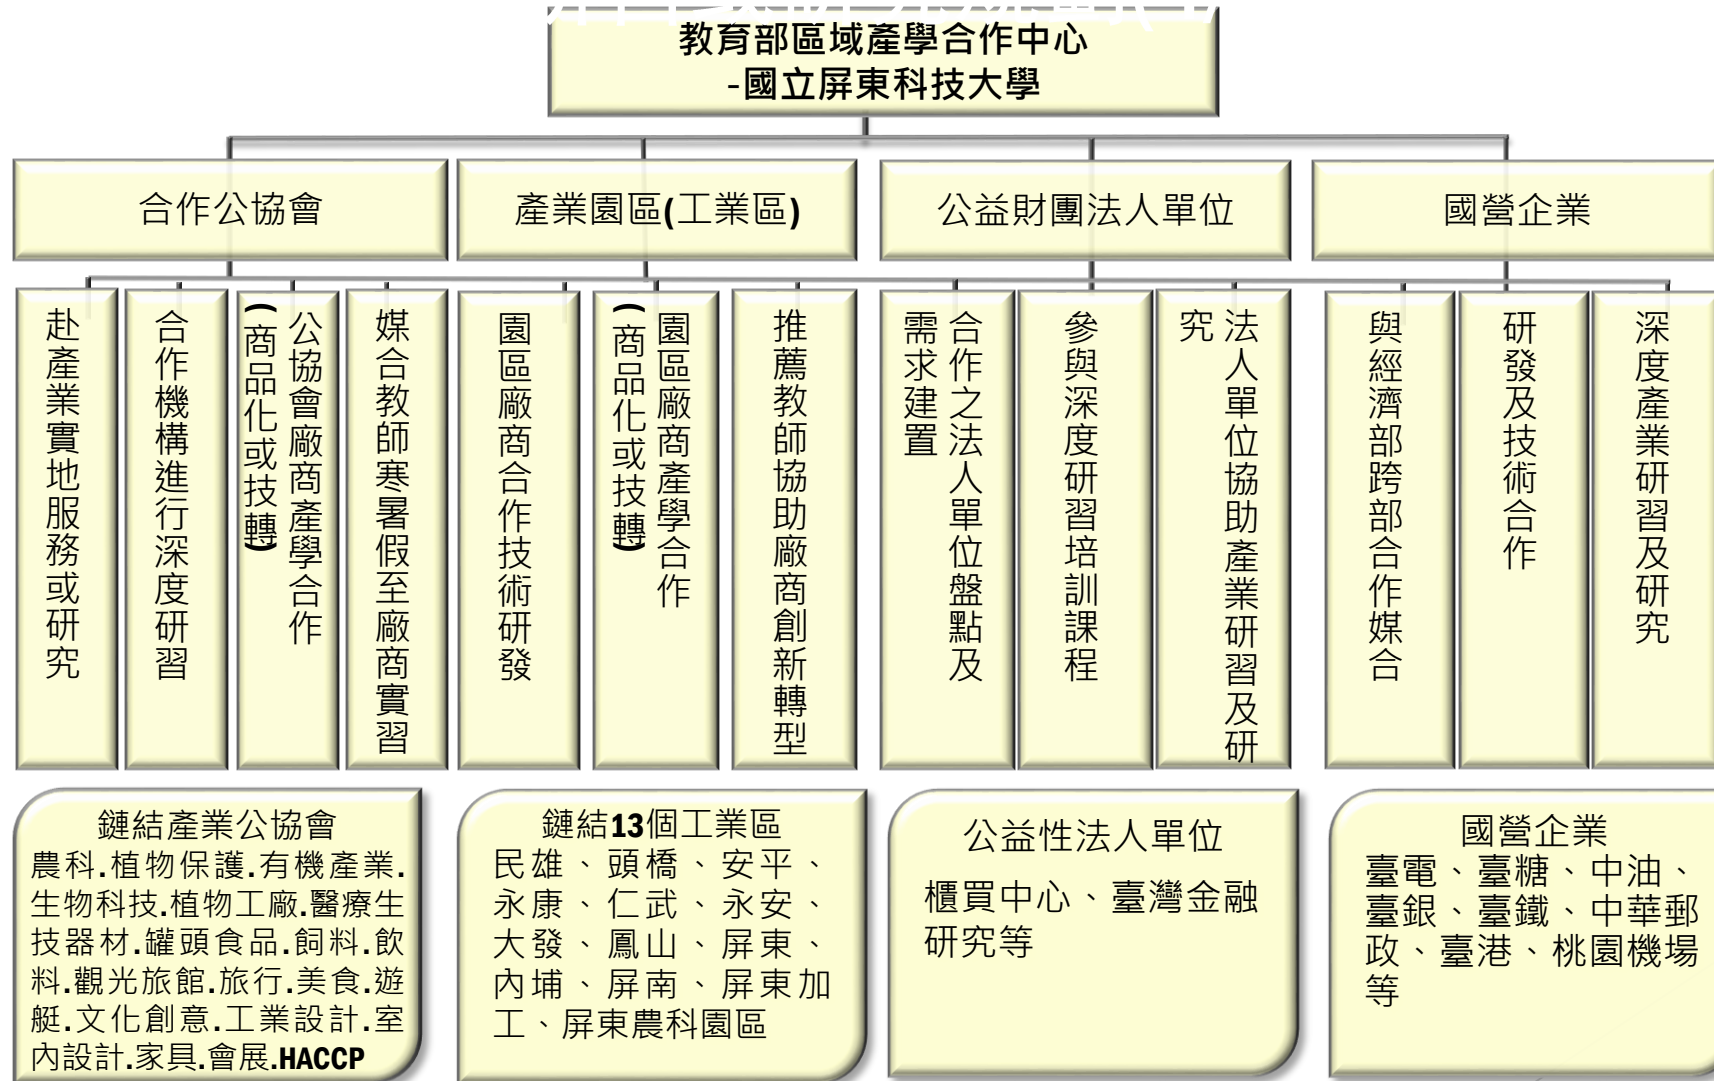 教育部區域產學合作中心
-國立屏東科技大學
合作公協會
產業園區(工業區)
公益財團法人單位
國營企業
赴產業實地服務或研究
合作機構進行深度研習
公協會廠商產學合作
(商品化或技轉)
媒合教師寒暑假至廠商實習
園區廠商合作技術研發
園區廠商產學合作
(商品化或技轉)
推薦教師協助廠商創新轉型
合作之法人單位盤點及
需求建置
參與深度研習培訓課程
法人單位協助產業研習及研
究
與經濟部跨部合作媒合
研發及技術合作
深度產業研習及研究
鏈結產業公協會
農科.植物保護.有機產業.
生物科技.植物工廠.醫療生
技器材.罐頭食品.飼料.飲
料.觀光旅館.旅行.美食.遊
艇.文化創意.工業設計.室
內設計.家具.會展.HACCP
鏈結13個工業區
民雄、頭橋、安平、
永康、仁武、永安、
大發、鳳山、屏東、
內埔、屏南、屏東加
工、屏東農科園區
公益性法人單位
櫃買中心、臺灣金融
研究等
國營企業
臺電、臺糖、中油、
臺銀、臺鐵、中華郵
政、臺港、桃園機場
等